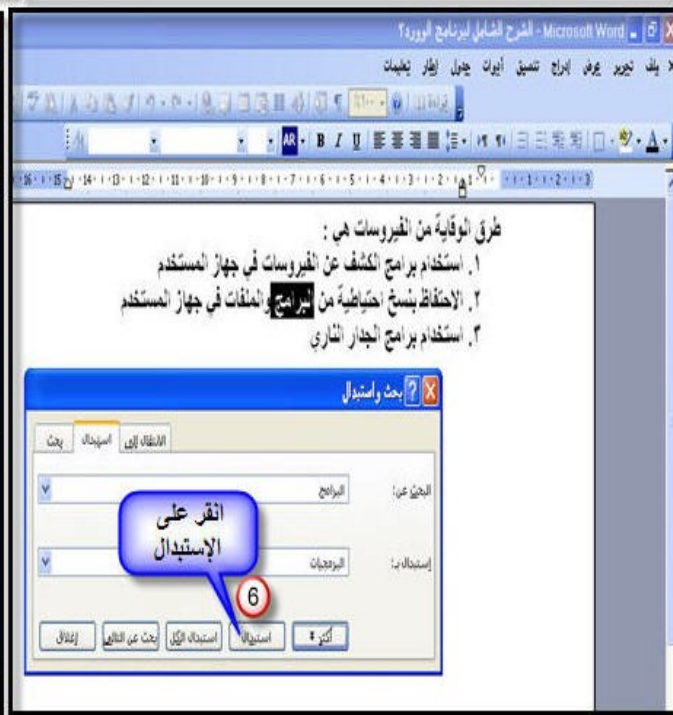 Microsoft Word - الشرح الشامل لبرنامج الوورد؟
ملف تحرير عرض إدراج تنسيق أدوات جدول إطار تعليمات
طرق الوقاية من الفيروسات هي :
١. استخدام برامج الكشف عن الفيروسات في جهاز المستخدم
٢. الاحتفاظ بنسخ احتياطية من البرامج والملفات في جهاز المستخدم
٣. استخدام برامج الجدار الناري
بحث واستبدال
الانتقال إلى استبدال بحث
البحث عن: البرامج
انقر على
الإستبدال
إستبدال بـ: البرمجيات
6
أكثر استبدال استبدال الكل بحث عن التالي إغلاق